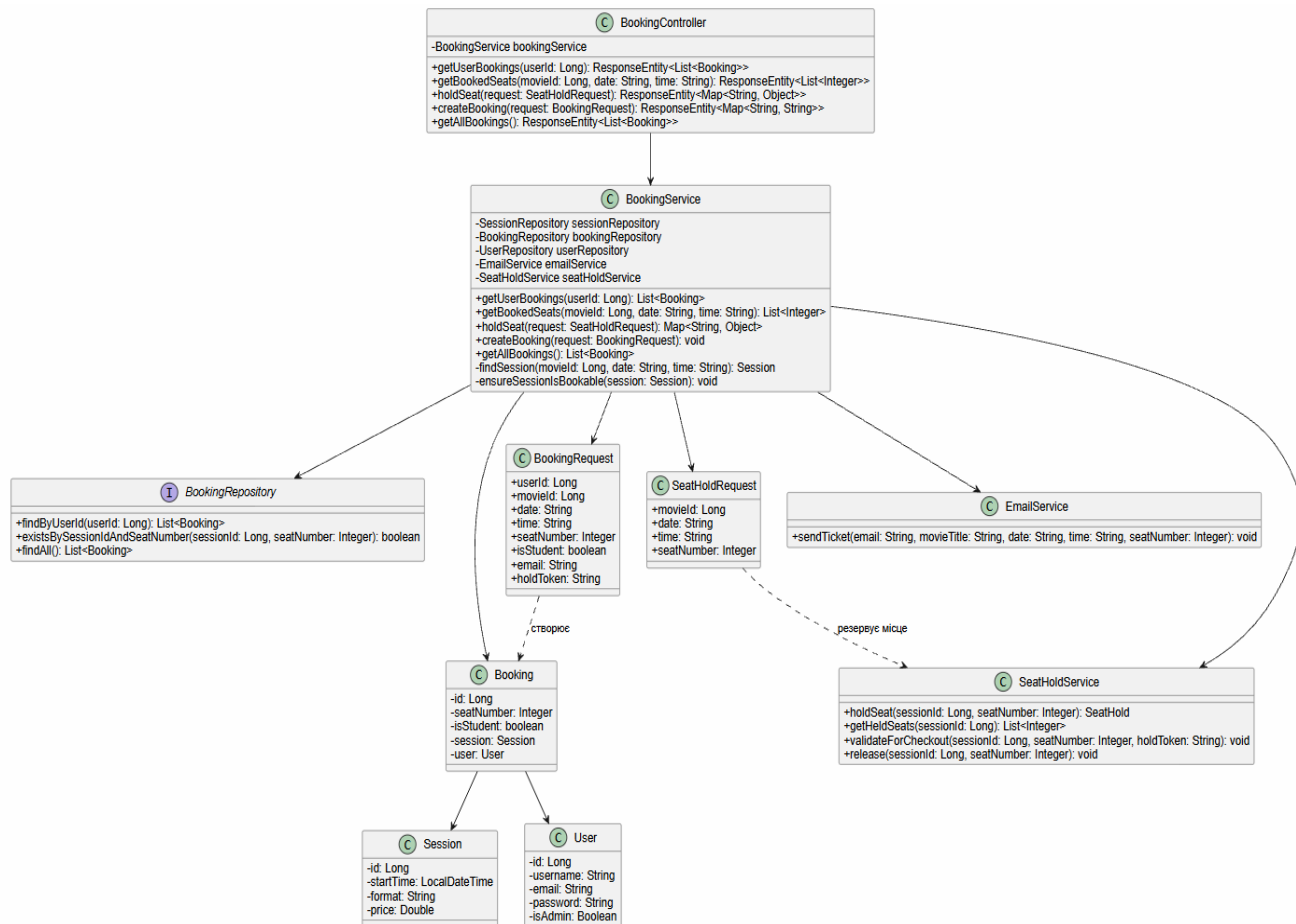 C BookingController
-BookingService bookingService
+getUserBookings(userId: Long): ResponseEntity<List<Booking>>
+getBookedSeats(movieId: Long, date: String, time: String): ResponseEntity<List<Integer>>
+holdSeat(request: SeatHoldRequest): ResponseEntity<Map<String, Object>>
+createBooking(request: BookingRequest): ResponseEntity<Map<String, String>>
+getAllBookings(): ResponseEntity<List<Booking>>
C BookingService
-SessionRepository sessionRepository
-BookingRepository bookingRepository
-UserRepository userRepository
-EmailService emailService
-SeatHoldService seatHoldService
+getUserBookings(userId: Long): List<Booking>
+getBookedSeats(movieId: Long, date: String, time: String): List<Integer>
+holdSeat(request: SeatHoldRequest): Map<String, Object>
+createBooking(request: BookingRequest): void
+getAllBookings(): List<Booking>
-findSession(movieId: Long, date: String, time: String): Session
-ensureSessionIsBookable(session: Session): void
I BookingRepository
+findByUserId(userId: Long): List<Booking>
+existsBySessionIdAndSeatNumber(sessionId: Long, seatNumber: Integer): boolean
+findAll(): List<Booking>
C BookingRequest
+userId: Long
+movieId: Long
+date: String
+time: String
+seatNumber: Integer
+isStudent: boolean
+email: String
+holdToken: String
C SeatHoldRequest
+movieId: Long
+date: String
+time: String
+seatNumber: Integer
C EmailService
+sendTicket(email: String, movieTitle: String, date: String, time: String, seatNumber: Integer): void
створює
резервує місце
C Booking
-id: Long
-seatNumber: Integer
-isStudent: boolean
-session: Session
-user: User
C SeatHoldService
+holdSeat(sessionId: Long, seatNumber: Integer): SeatHold
+getHeldSeats(sessionId: Long): List<Integer>
+validateForCheckout(sessionId: Long, seatNumber: Integer, holdToken: String): void
+release(sessionId: Long, seatNumber: Integer): void
C Session
-id: Long
-startTime: LocalDateTime
-format: String
-price: Double
C User
-id: Long
-username: String
-email: String
-password: String
-isAdmin: Boolean